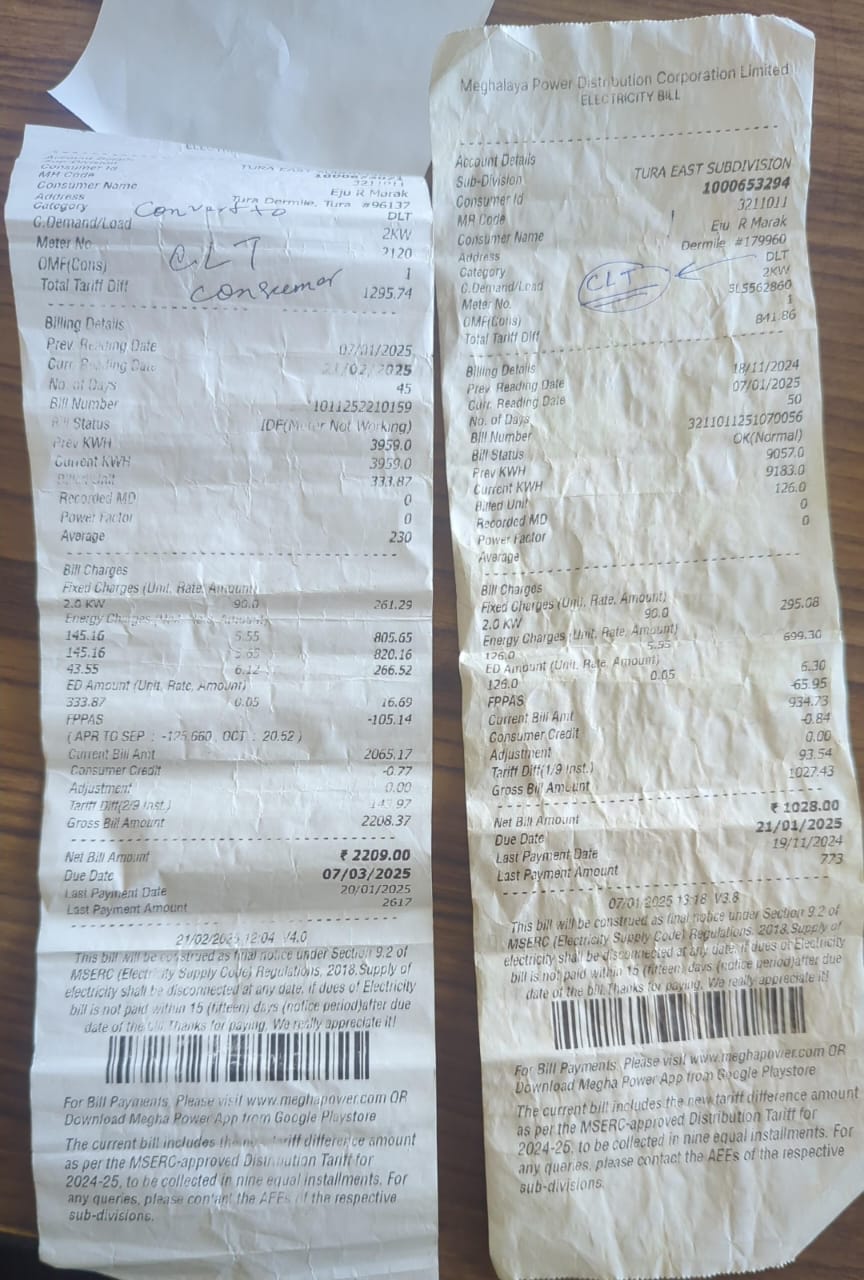 Account Details
Sub-Division TURA EAST SUBDIVISION
Consumer Id
MR Code 3211011
Consumer Name Eju R Marak
Address Tura Dermile, Tura #96137
Category DLT
Convert to
C.Demand/Load 2KW
Meter No. 2120
CLT
OMF(Cons) 1
consumer
Total Tariff Diff 1295.74
Billing Details
Prev. Reading Date 07/01/2025
Curr. Reading Date 21/02/2025
No. of Days 45
Bill Number 1011252210159
Bill Status IDF(Meter Not Working)
Prev KWH 3959.0
Current KWH 3959.0
Billed Unit 333.87
Recorded MD 0
Power Factor 0
Average 230
Bill Charges
Fixed Charges (Unit, Rate, Amount)
2.0 KW 90.0 261.29
Energy Charges (Unit, Rate, Amount)
145.16 5.55 805.65
145.16 5.65 820.16
43.55 6.12 266.52
ED Amount (Unit, Rate, Amount)
333.87 0.05 16.69
FPPAS -105.14
( APR TO SEP : -125.660, OCT : 20.52 )
Current Bill Amt 2065.17
Consumer Credit -0.77
Adjustment 0.00
Tariff Diff(2/9 Inst.) 143.97
Gross Bill Amount 2208.37
Net Bill Amount ₹ 2209.00
Due Date 07/03/2025
Last Payment Date 20/01/2025
Last Payment Amount 2617
21/02/2025 12:04 V4.0
This bill will be construed as final notice under Section 9.2 of
MSERC (Electricity Supply Code) Regulations, 2018.Supply of
electricity shall be disconnected at any date, if dues of Electricity
bill is not paid within 15 (fifteen) days (notice period)after due
date of the bill.Thanks for paying, We really appreciate it!
For Bill Payments, Please visit www.meghapower.com OR
Download Megha Power App from Google Playstore
The current bill includes the new tariff difference amount
as per the MSERC-approved Distribution Tariff for
2024-25, to be collected in nine equal installments. For
any queries, please contact the AEEs of the respective
sub-divisions.
Meghalaya Power Distribution Corporation Limited
ELECTRICITY BILL
Account Details
Sub-Division TURA EAST SUBDIVISION
Consumer Id 1000653294
MR Code 3211011
Consumer Name Eju R Marak
Address Dermile #179960
Category DLT
CLT
C.Demand/Load 2KW
Meter No. SL5562860
OMF(Cons) 1
Total Tariff Diff 841.86
Billing Details
Prev. Reading Date 18/11/2024
Curr. Reading Date 07/01/2025
No. of Days 50
Bill Number 3211011251070056
Bill Status OK(Normal)
Prev KWH 9057.0
Current KWH 9183.0
Billed Unit 126.0
Recorded MD 0
Power Factor 0
Average
Bill Charges
Fixed Charges (Unit, Rate, Amount)
2.0 KW 90.0 295.08
Energy Charges (Unit, Rate, Amount)
126.0 5.55 699.30
ED Amount (Unit, Rate, Amount)
126.0 0.05 6.30
FPPAS -65.95
Current Bill Amt 934.73
Consumer Credit -0.84
Adjustment 0.00
Tariff Diff(1/9 Inst.) 93.54
Gross Bill Amount 1027.43
Net Bill Amount ₹ 1028.00
Due Date 21/01/2025
Last Payment Date 19/11/2024
Last Payment Amount 773
07/01/2025 13:18 V3.8
This bill will be construed as final notice under Section 9.2 of
MSERC (Electricity Supply Code) Regulations, 2018.Supply of
electricity shall be disconnected at any date, if dues of Electricity
bill is not paid within 15 (fifteen) days (notice period)after due
date of the bill.Thanks for paying, We really appreciate it!
For Bill Payments, Please visit www.meghapower.com OR
Download Megha Power App from Google Playstore
The current bill includes the new tariff difference amount
as per the MSERC-approved Distribution Tariff for
2024-25, to be collected in nine equal installments. For
any queries, please contact the AEEs of the respective
sub-divisions.